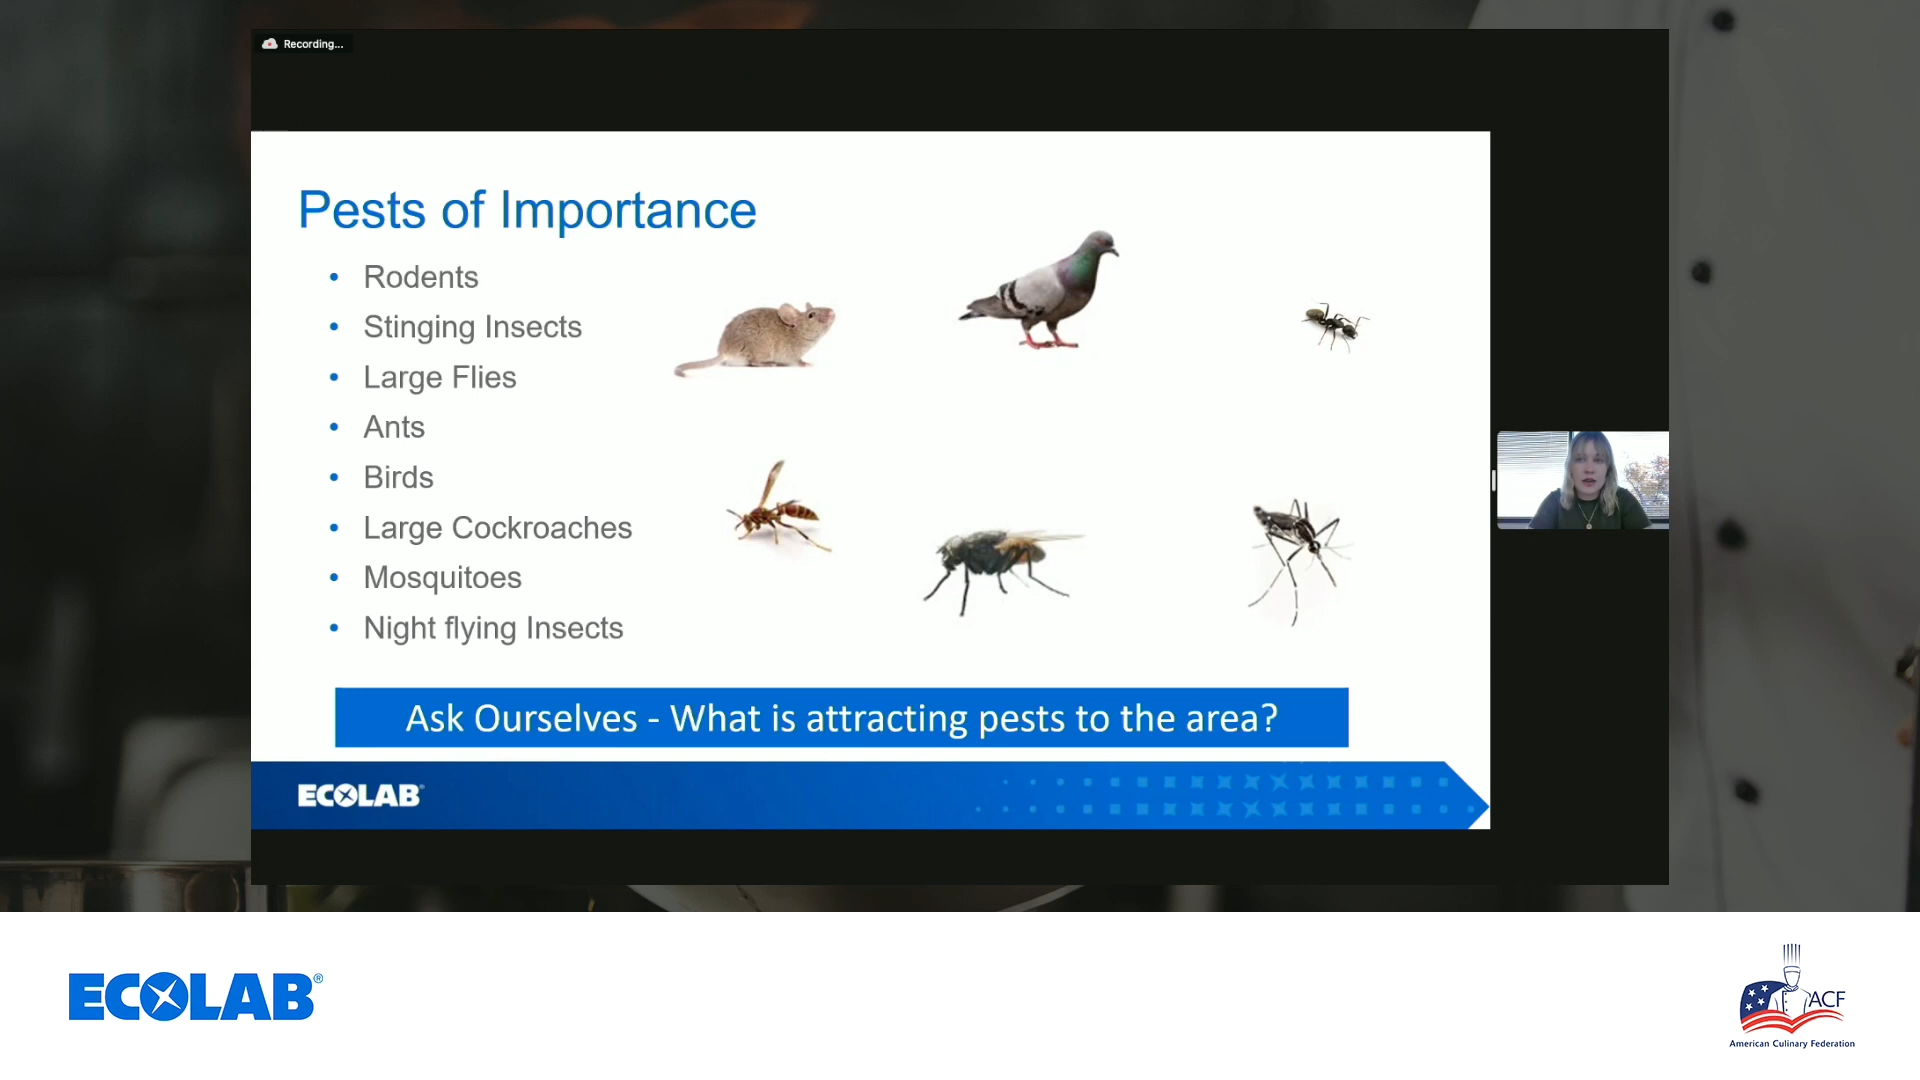 Recording...
Pests of Importance
• Rodents
• Stinging Insects
• Large Flies
• Ants
• Birds
• Large Cockroaches
• Mosquitoes
• Night flying Insects
Ask Ourselves - What is attracting pests to the area?
ECOLAB®
ECOLAB®
ACF
American Culinary Federation